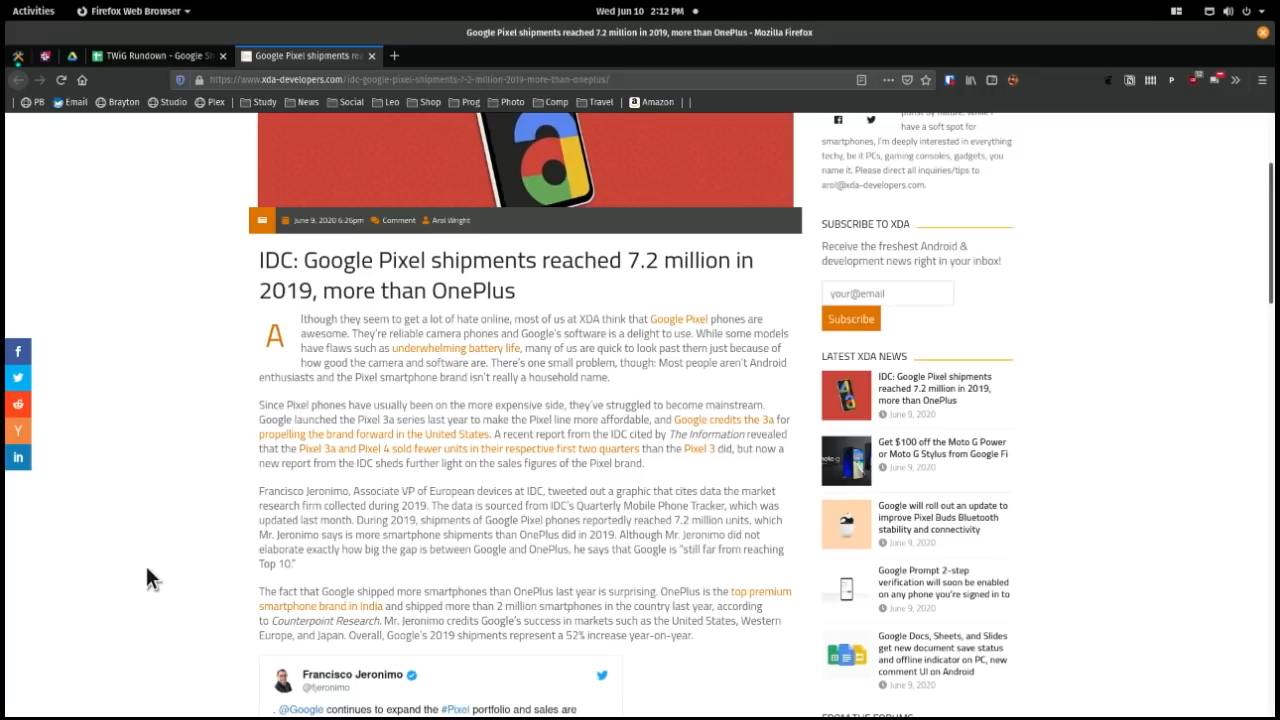 Activities
Firefox Web Browser
Wed Jun 10 2:12 PM
Google Pixel shipments reached 7.2 million in 2019, more than OnePlus - Mozilla Firefox
TWiG Rundown - Google Sh
Google Pixel shipments rea
https://www.xda-developers.com/idc-google-pixel-shipments-7-2-million-2019-more-than-oneplus/
PB
Email
Brayton
Studio
Plex
Study
News
Social
Leo
Shop
Prog
Photo
Comp
Travel
Amazon
June 9, 2020 6:26pm
Comment
Arol Wright
IDC: Google Pixel shipments reached 7.2 million in
2019, more than OnePlus
Although they seem to get a lot of hate online, most of us at XDA think that Google Pixel phones are
awesome. They're reliable camera phones and Google's software is a delight to use. While some models
have flaws such as underwhelming battery life, many of us are quick to look past them just because of
how good the camera and software are. There's one small problem, though: Most people aren't Android
enthusiasts and the Pixel smartphone brand isn't really a household name.
Since Pixel phones have usually been on the more expensive side, they've struggled to become mainstream.
Google launched the Pixel 3a series last year to make the Pixel line more affordable, and Google credits the 3a for
propelling the brand forward in the United States. A recent report from the IDC cited by The Information revealed
that the Pixel 3a and Pixel 4 sold fewer units in their respective first two quarters than the Pixel 3 did, but now a
new report from the IDC sheds further light on the sales figures of the Pixel brand.
Francisco Jeronimo, Associate VP of European devices at IDC, tweeted out a graphic that cites data the market
research firm collected during 2019. The data is sourced from IDC's Quarterly Mobile Phone Tracker, which was
updated last month. During 2019, shipments of Google Pixel phones reportedly reached 7.2 million units, which
Mr. Jeronimo says is more smartphone shipments than OnePlus did in 2019. Although Mr. Jeronimo did not
elaborate exactly how big the gap is between Google and OnePlus, he says that Google is "still far from reaching
Top 10."
The fact that Google shipped more smartphones than OnePlus last year is surprising. OnePlus is the top premium
smartphone brand in India and shipped more than 2 million smartphones in the country last year, according
to Counterpoint Research. Mr. Jeronimo credits Google's success in markets such as the United States, Western
Europe, and Japan. Overall, Google's 2019 shipments represent a 52% increase year-on-year.
Francisco Jeronimo
@fjeronimo
. @Google continues to expand the #Pixel portfolio and sales are
have a soft spot for
smartphones, I'm deeply interested in everything
techy, be it PCs, gaming consoles, gadgets, you
name it. Please direct all inquiries/tips to
arol@xda-developers.com.
SUBSCRIBE TO XDA
Receive the freshest Android &
development news right in your inbox!
your@email
Subscribe
LATEST XDA NEWS
IDC: Google Pixel shipments
reached 7.2 million in 2019,
more than OnePlus
June 9, 2020
Get $100 off the Moto G Power
or Moto G Stylus from Google Fi
June 9, 2020
Google will roll out an update to
improve Pixel Buds Bluetooth
stability and connectivity
June 9, 2020
Google Prompt 2-step
verification will soon be enabled
on any phone you're signed in to
June 9, 2020
Google Docs, Sheets, and Slides
get new document save status
and offline indicator on PC, new
comment UI on Android
June 9, 2020